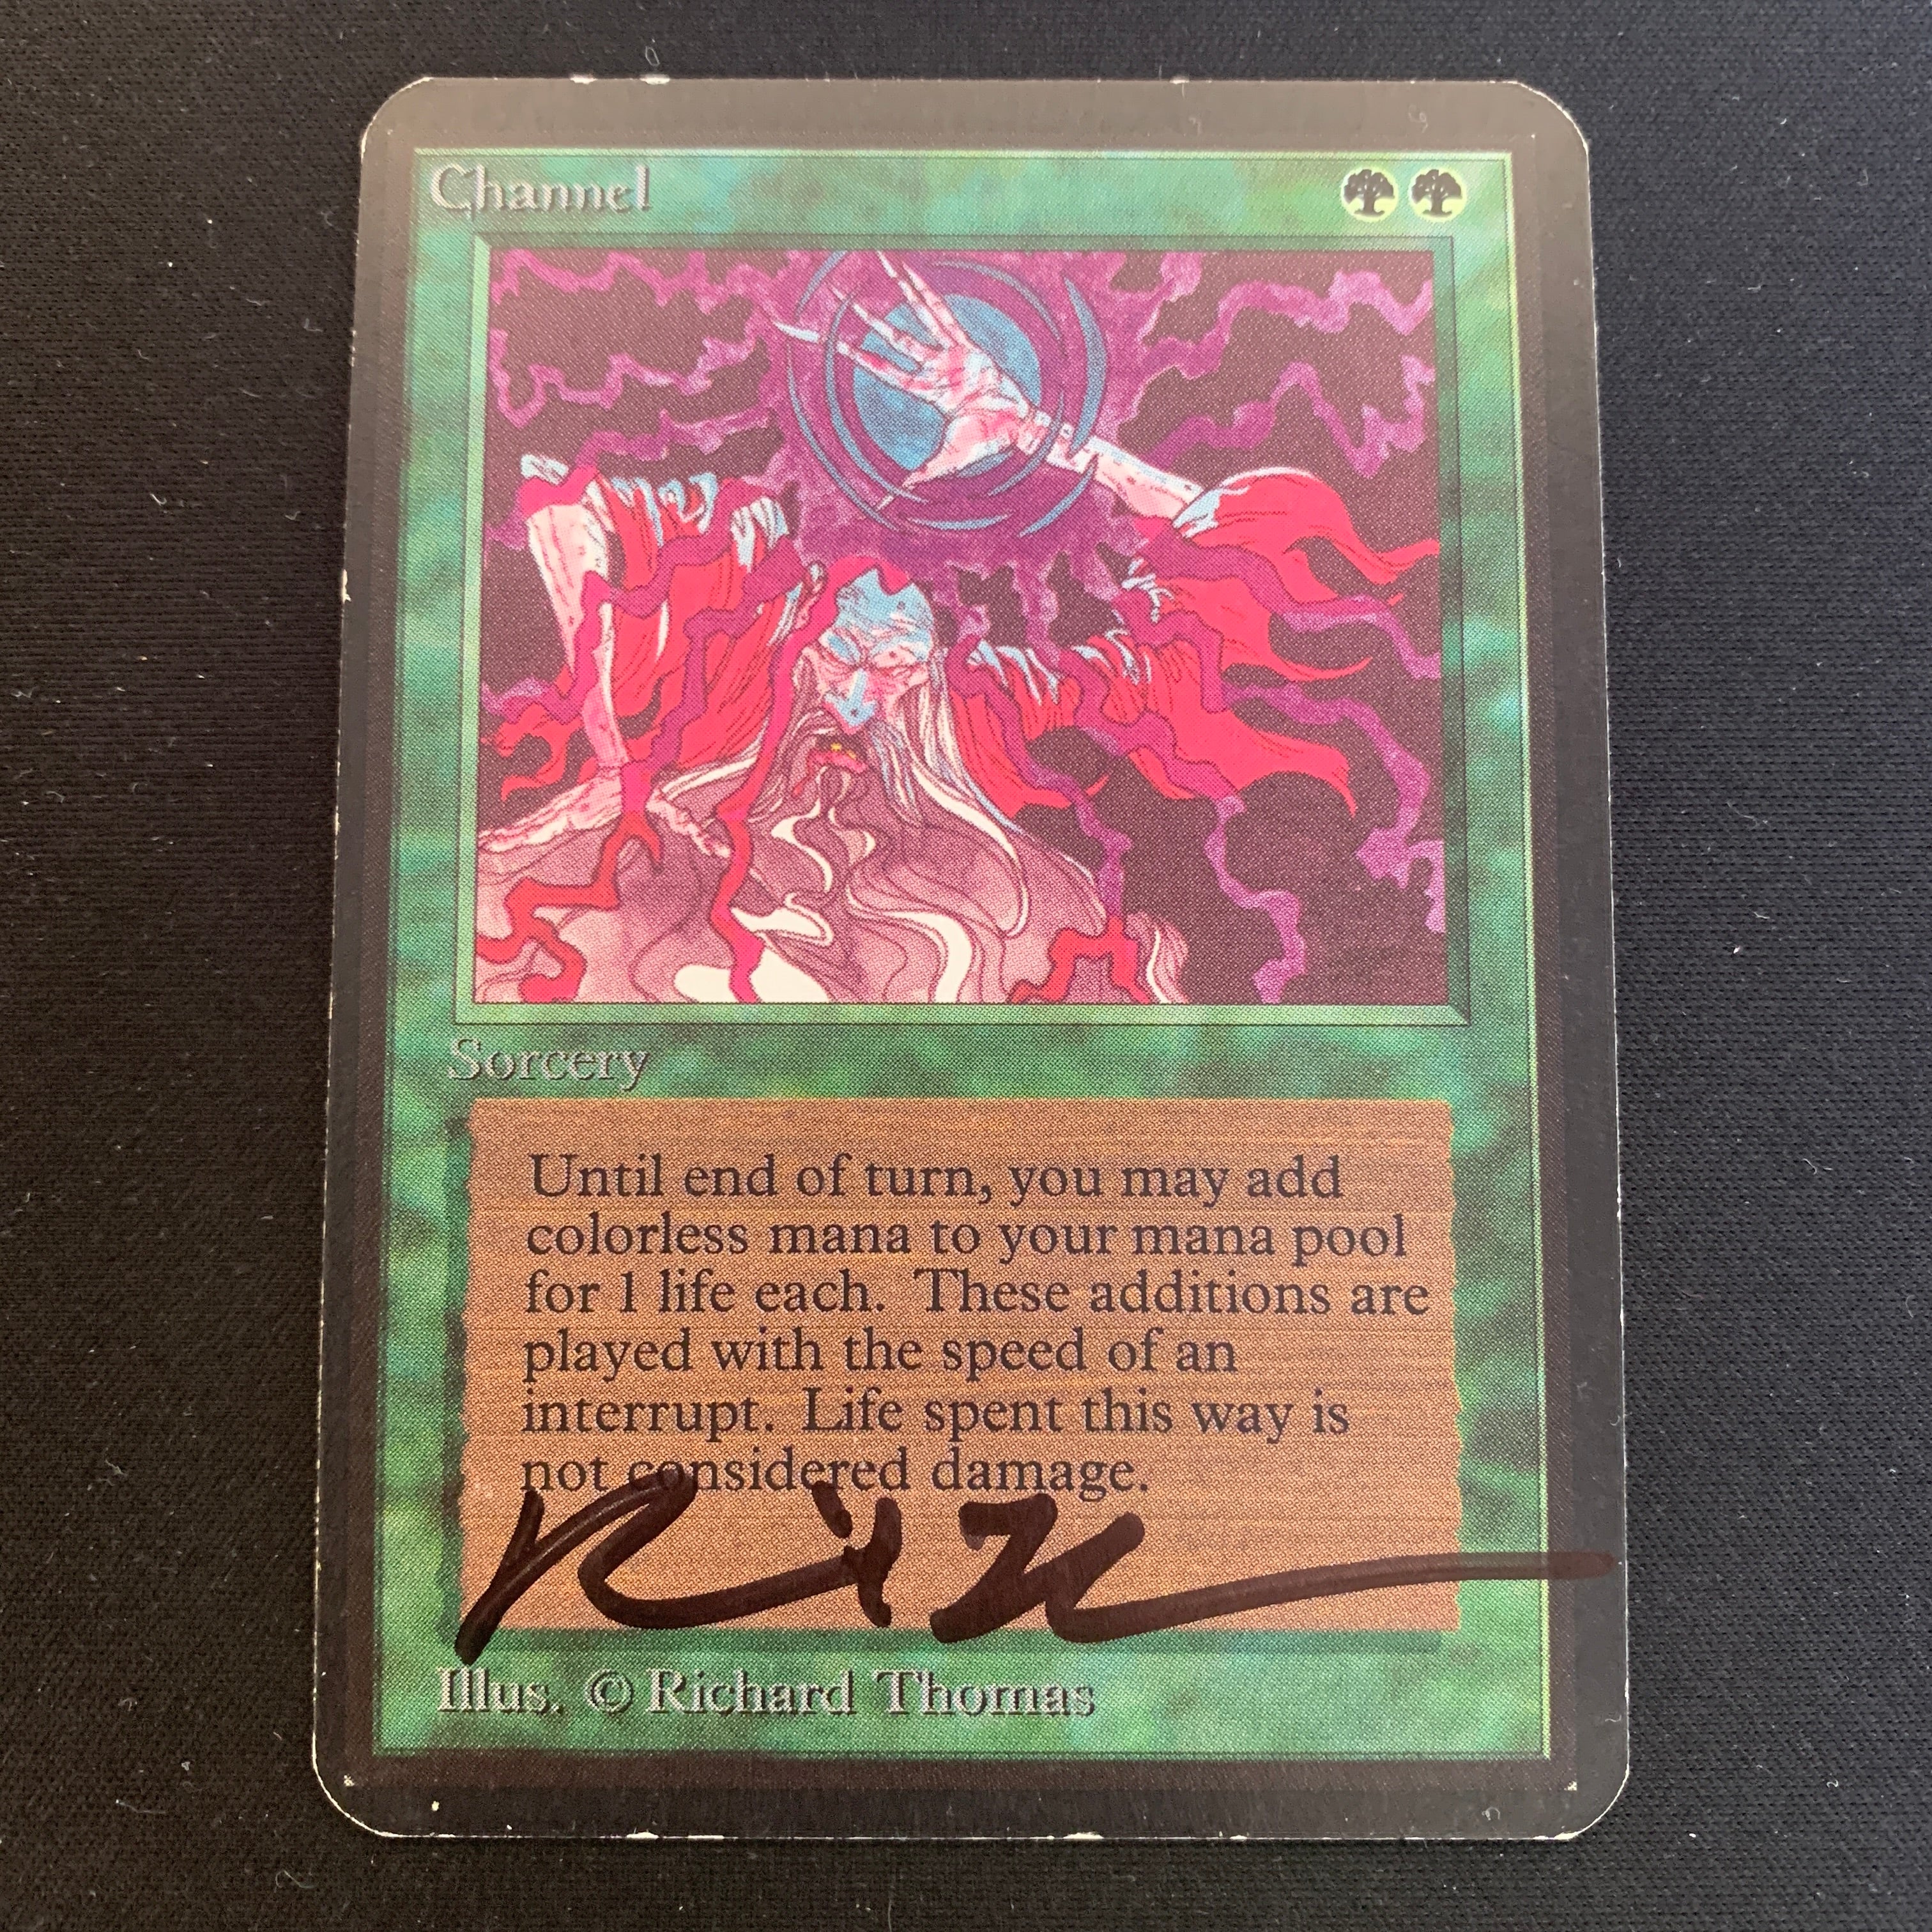 Channel
Sorcery
Until end of turn, you may add
colorless mana to your mana pool
for 1 life each. These additions are
played with the speed of an
interrupt. Life spent this way is
not considered damage.
Illus. © Richard Thomas